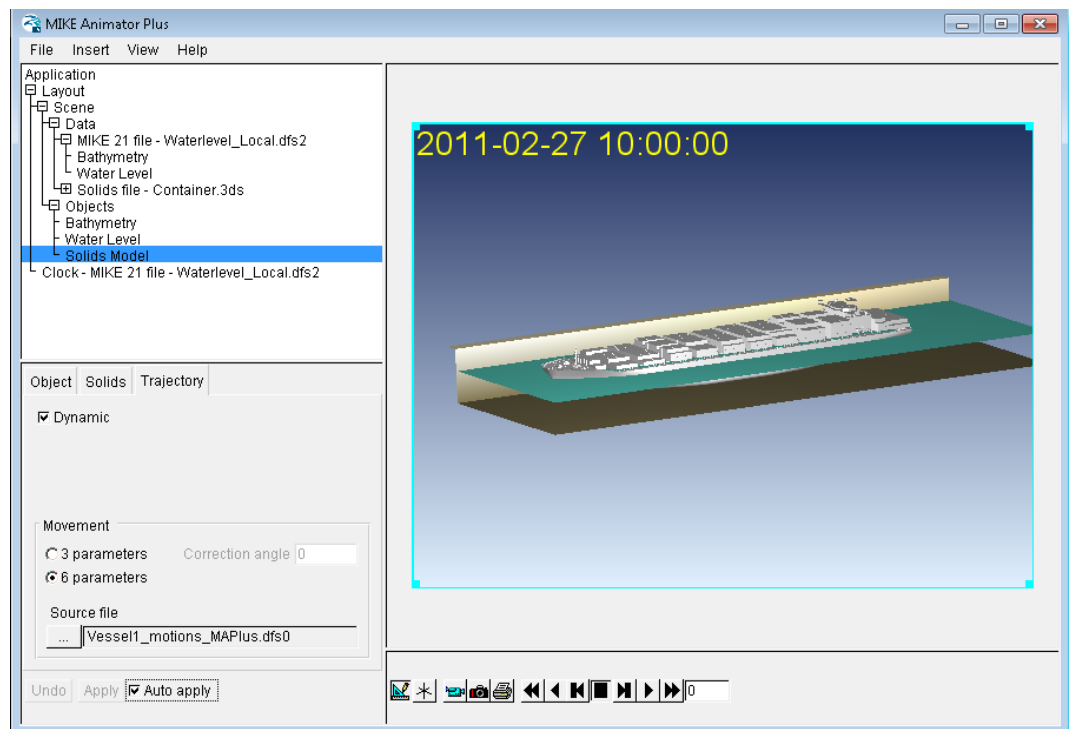 MIKE Animator Plus
File Insert View Help
Application
Layout
Scene
Data
MIKE 21 file - Waterlevel_Local.dfs2
Bathymetry
Water Level
Solids file - Container.3ds
Objects
Bathymetry
Water Level
Solids Model
Clock - MIKE 21 file - Waterlevel_Local.dfs2
2011-02-27 10:00:00
Object Solids Trajectory
Dynamic
Movement
3 parameters Correction angle 0
6 parameters
Source file
... Vessel1_motions_MAPlus.dfs0
Undo Apply Auto apply
0